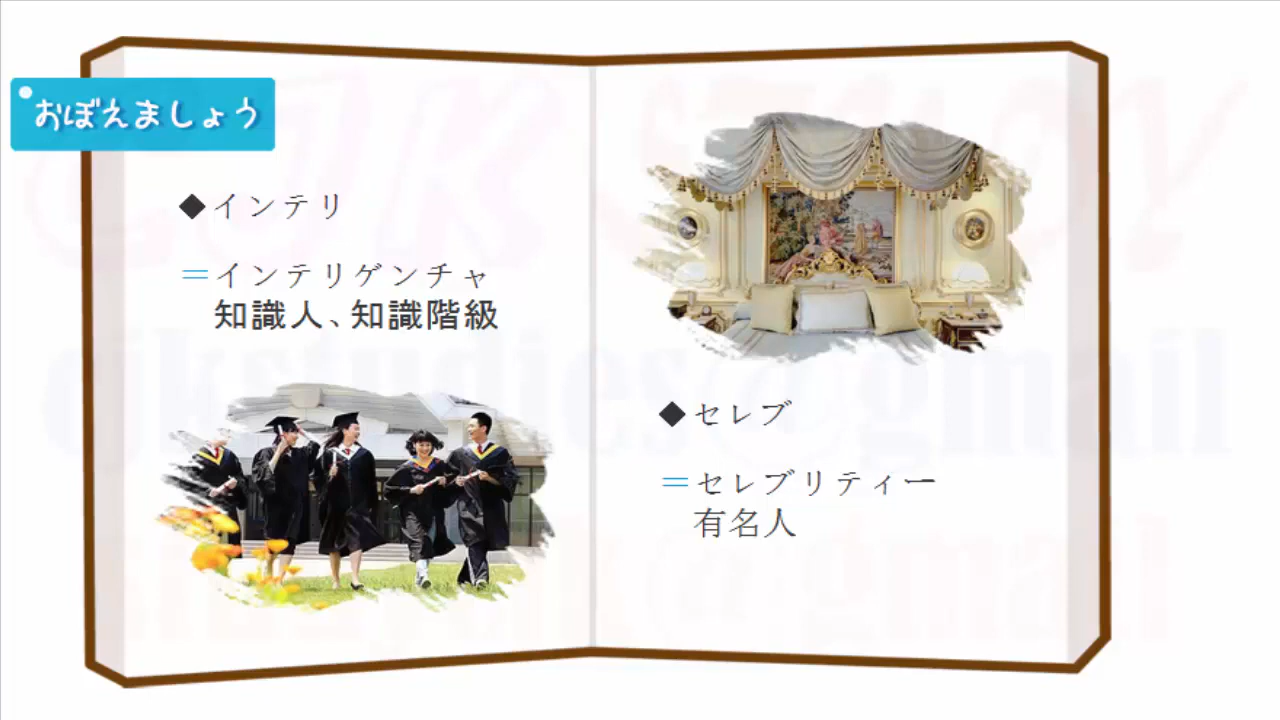 おぼえましょう
◆インテリ
=インテリゲンチャ
知識人、知識階級
◆セレブ
=セレブリティー
有名人